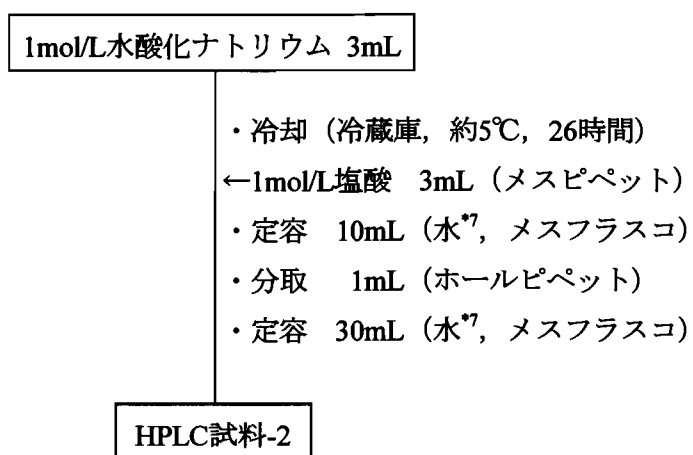 1mol/L水酸化ナトリウム 3mL
・冷却（冷蔵庫，約5℃，26時間）
←1mol/L塩酸 3mL（メスピペット）
・定容 10mL（水*7，メスフラスコ）
・分取 1mL（ホールピペット）
・定容 30mL（水*7，メスフラスコ）
HPLC試料-2